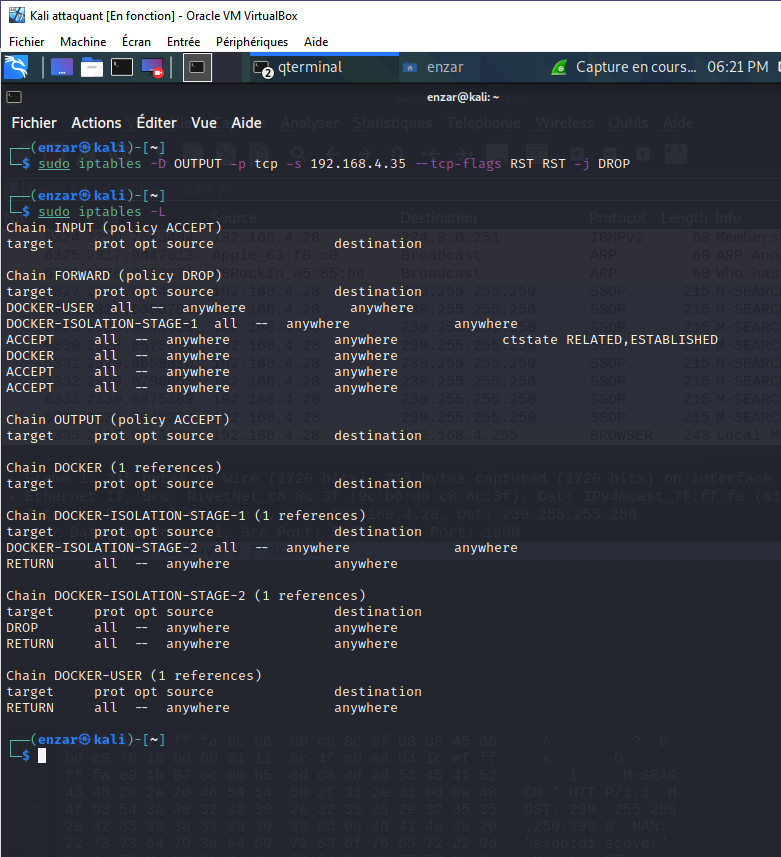 Kali attaquant [En fonction] - Oracle VM VirtualBox
Fichier Machine Écran Entrée Périphériques Aide
2 qterminal enzar Capture en cours... 06:21 PM
enzar@kali: ~
Fichier Actions Éditer Vue Aide
Analyser Statistiques Telephonie Wireless Outils Aide
┌──(enzar㉿kali)-[~]
└─$ sudo iptables -D OUTPUT -p tcp -s 192.168.4.35 --tcp-flags RST RST -j DROP
┌──(enzar㉿kali)-[~]
└─$ sudo iptables -L
Chain INPUT (policy ACCEPT)
target prot opt source destination
Chain FORWARD (policy DROP)
target prot opt source destination
DOCKER-USER all -- anywhere anywhere
DOCKER-ISOLATION-STAGE-1 all -- anywhere anywhere
ACCEPT all -- anywhere anywhere ctstate RELATED,ESTABLISHED
DOCKER all -- anywhere anywhere
ACCEPT all -- anywhere anywhere
ACCEPT all -- anywhere anywhere
Chain OUTPUT (policy ACCEPT)
target prot opt source destination
Chain DOCKER (1 references)
target prot opt source destination
Chain DOCKER-ISOLATION-STAGE-1 (1 references)
target prot opt source destination
DOCKER-ISOLATION-STAGE-2 all -- anywhere anywhere
RETURN all -- anywhere anywhere
Chain DOCKER-ISOLATION-STAGE-2 (1 references)
target prot opt source destination
DROP all -- anywhere anywhere
RETURN all -- anywhere anywhere
Chain DOCKER-USER (1 references)
target prot opt source destination
RETURN all -- anywhere anywhere
┌──(enzar㉿kali)-[~]
└─$